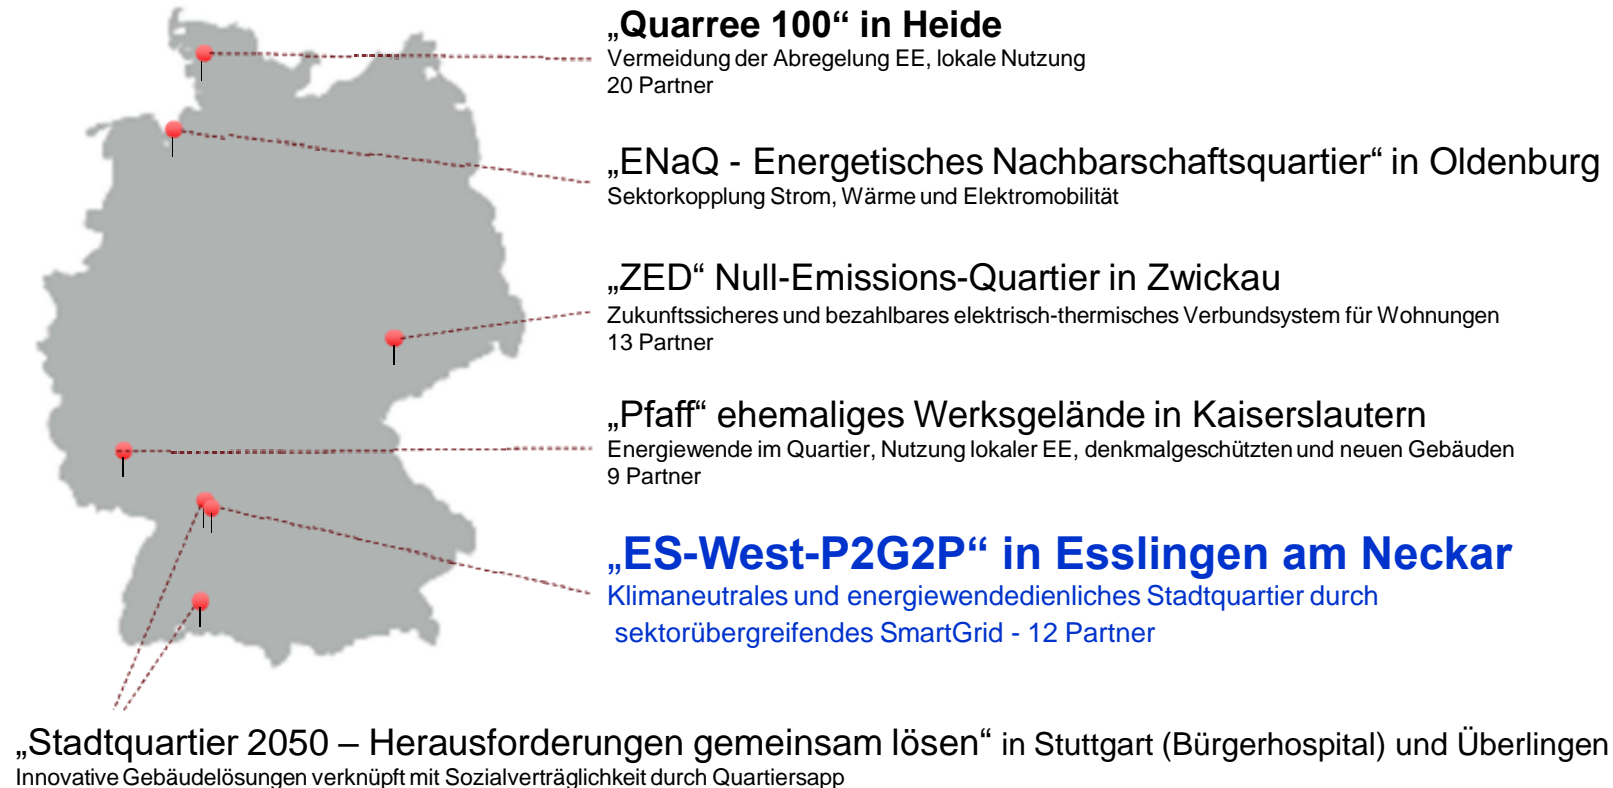 „Quarree 100“ in Heide
Vermeidung der Abregelung EE, lokale Nutzung
20 Partner
„ENaQ - Energetisches Nachbarschaftsquartier“ in Oldenburg
Sektorkopplung Strom, Wärme und Elektromobilität
„ZED“ Null-Emissions-Quartier in Zwickau
Zukunftssicheres und bezahlbares elektrisch-thermisches Verbundsystem für Wohnungen
13 Partner
„Pfaff“ ehemaliges Werksgelände in Kaiserslautern
Energiewende im Quartier, Nutzung lokaler EE, denkmalgeschützten und neuen Gebäuden
9 Partner
„ES-West-P2G2P“ in Esslingen am Neckar
Klimaneutrales und energiewendedienliches Stadtquartier durch
sektorübergreifendes SmartGrid - 12 Partner
„Stadtquartier 2050 – Herausforderungen gemeinsam lösen“ in Stuttgart (Bürgerhospital) und Überlingen
Innovative Gebäudelösungen verknüpft mit Sozialverträglichkeit durch Quartiersapp